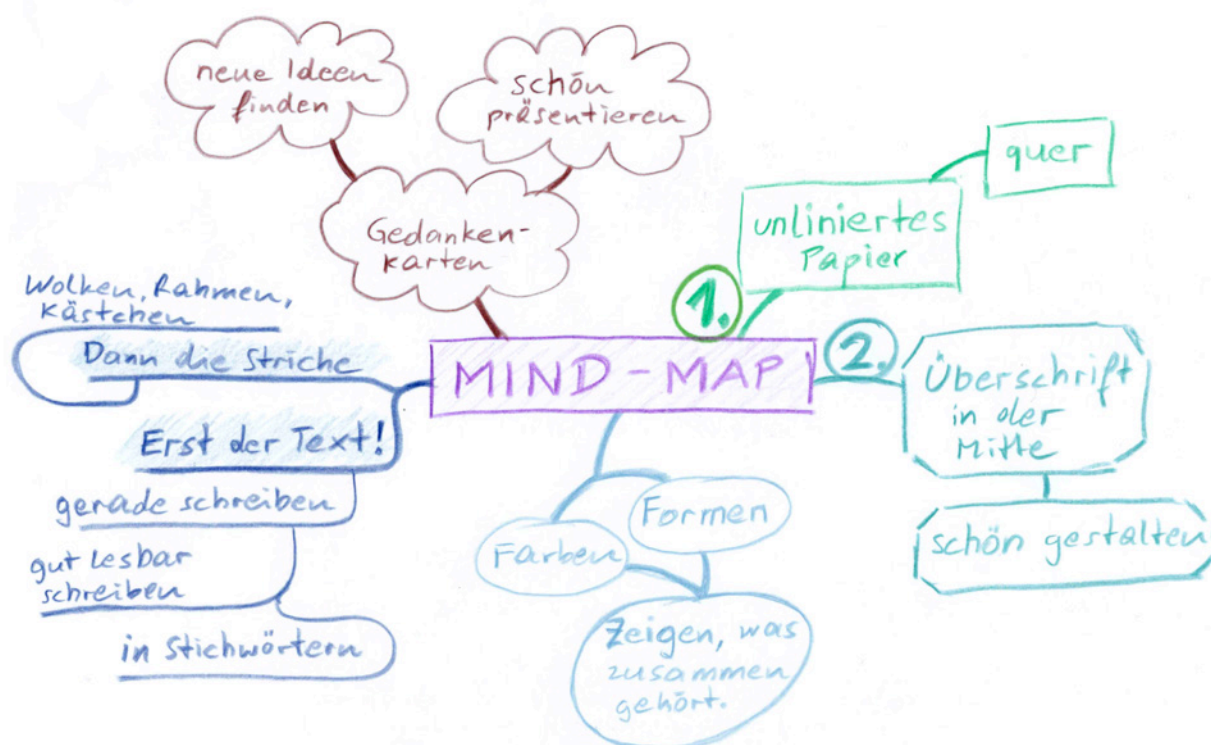 neue Ideen
finden
schön
präsentieren
Gedanken-
karten
quer
unliniertes
Papier
1.
MIND-MAP
2.
Überschrift
in der
Mitte
schön gestalten
Wolken, Rahmen,
Kästchen
Dann die Striche
Erst der Text!
gerade schreiben
gut lesbar
schreiben
in Stichwörtern
Formen
Farben
Zeigen, was
zusammen
gehört.